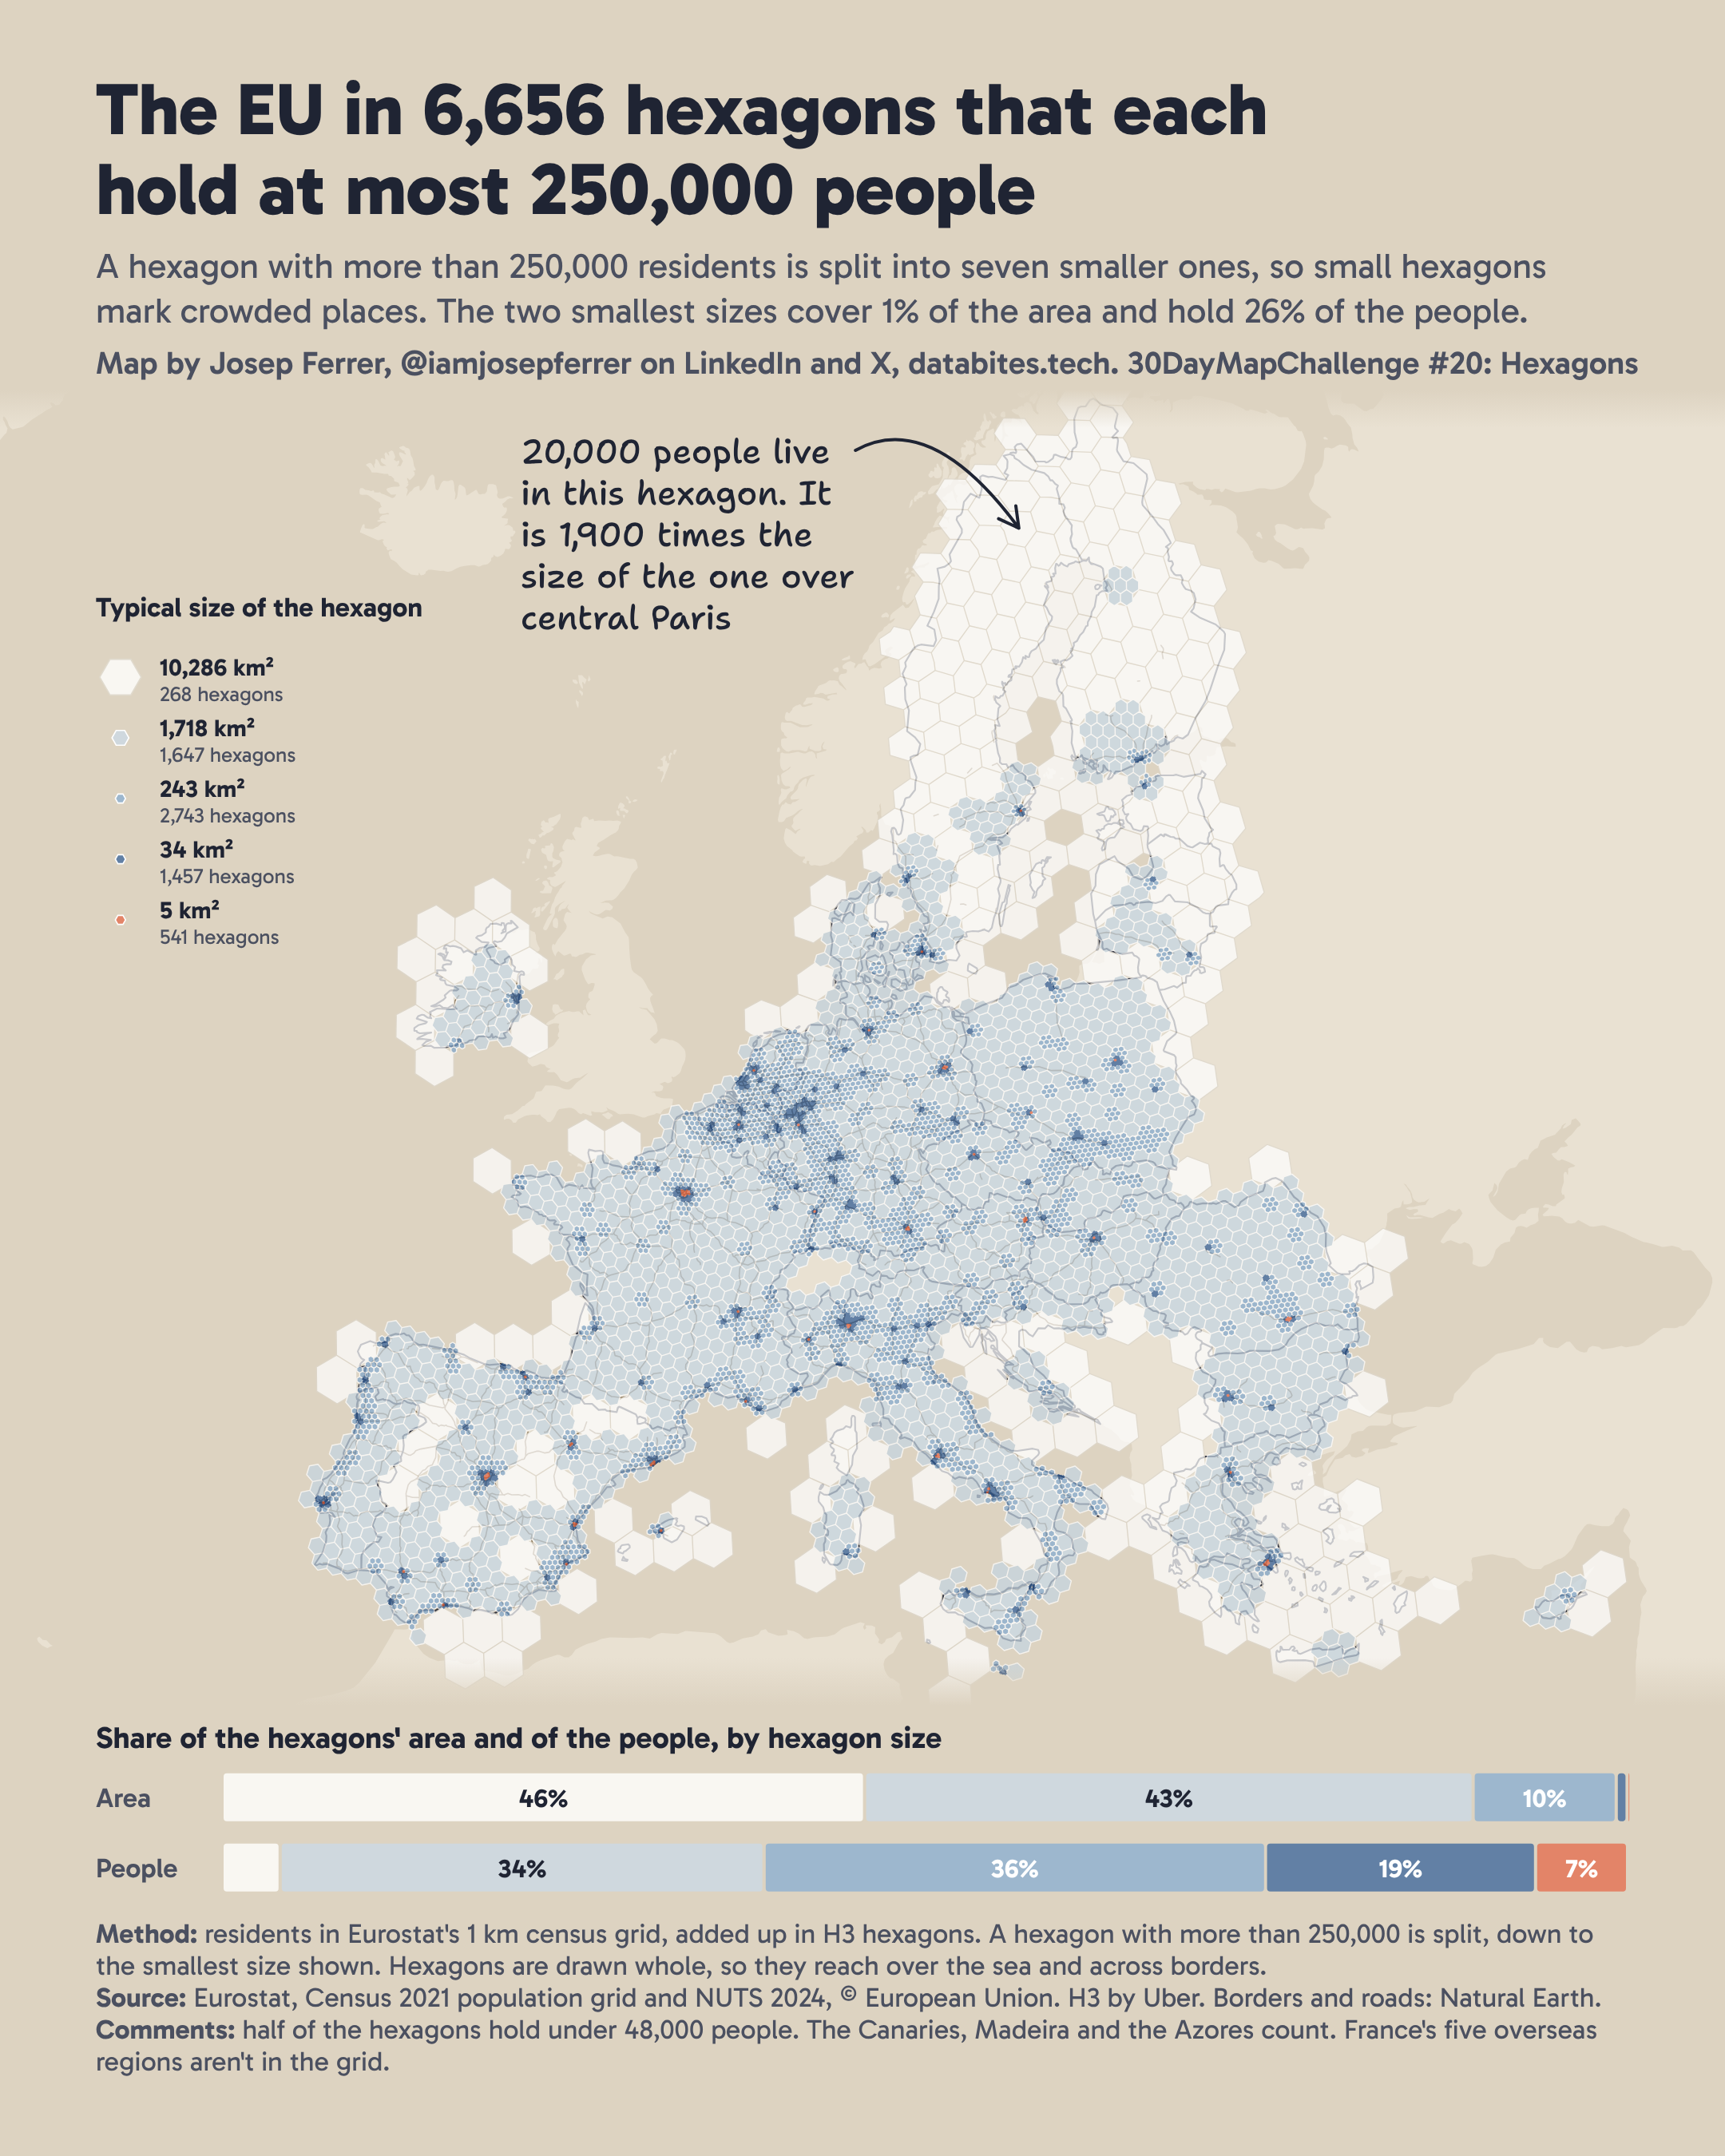 The EU in 6,656 hexagons that each
hold at most 250,000 people
A hexagon with more than 250,000 residents is split into seven smaller ones, so small hexagons
mark crowded places. The two smallest sizes cover 1% of the area and hold 26% of the people.
Map by Josep Ferrer, @iamjosepferrer on LinkedIn and X, databites.tech. 30DayMapChallenge #20: Hexagons
20,000 people live
in this hexagon. It
is 1,900 times the
size of the one over
central Paris
Typical size of the hexagon
10,286 km²
268 hexagons
1,718 km²
1,647 hexagons
243 km²
2,743 hexagons
34 km²
1,457 hexagons
5 km²
541 hexagons
Share of the hexagons' area and of the people, by hexagon size
Area 46% 43% 10%
People 34% 36% 19% 7%
Method: residents in Eurostat's 1 km census grid, added up in H3 hexagons. A hexagon with more than 250,000 is split, down to
the smallest size shown. Hexagons are drawn whole, so they reach over the sea and across borders.
Source: Eurostat, Census 2021 population grid and NUTS 2024, © European Union. H3 by Uber. Borders and roads: Natural Earth.
Comments: half of the hexagons hold under 48,000 people. The Canaries, Madeira and the Azores count. France's five overseas
regions aren't in the grid.